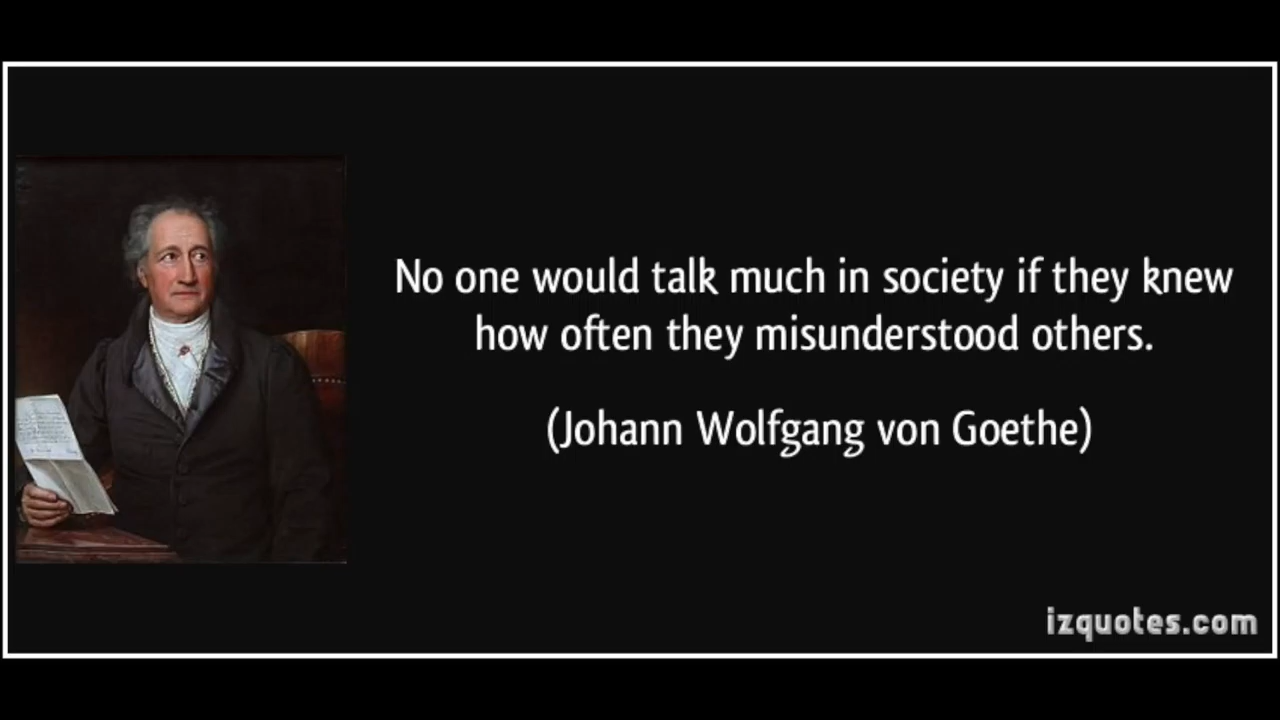 No one would talk much in society if they knew
how often they misunderstood others.
(Johann Wolfgang von Goethe)
izquotes.com